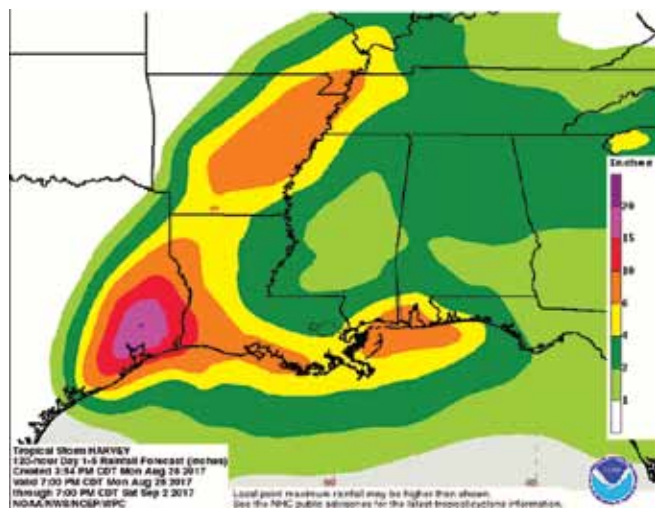 Inches
20
15
10
6
4
2
1
Tropical Storm HARVEY
120-hour Day 1-5 Rainfall Forecast (inches)
Created 3:54 PM CDT Mon Aug 28 2017
Valid 7:00 PM CDT Mon Aug 28 2017
through 7:00 PM CDT Sat Sep 2 2017
NOAA/NWS/NCEP/WPC
Local point maximum rainfall may be higher than shown.
See the NHC public advisories for the latest tropical cyclone information.